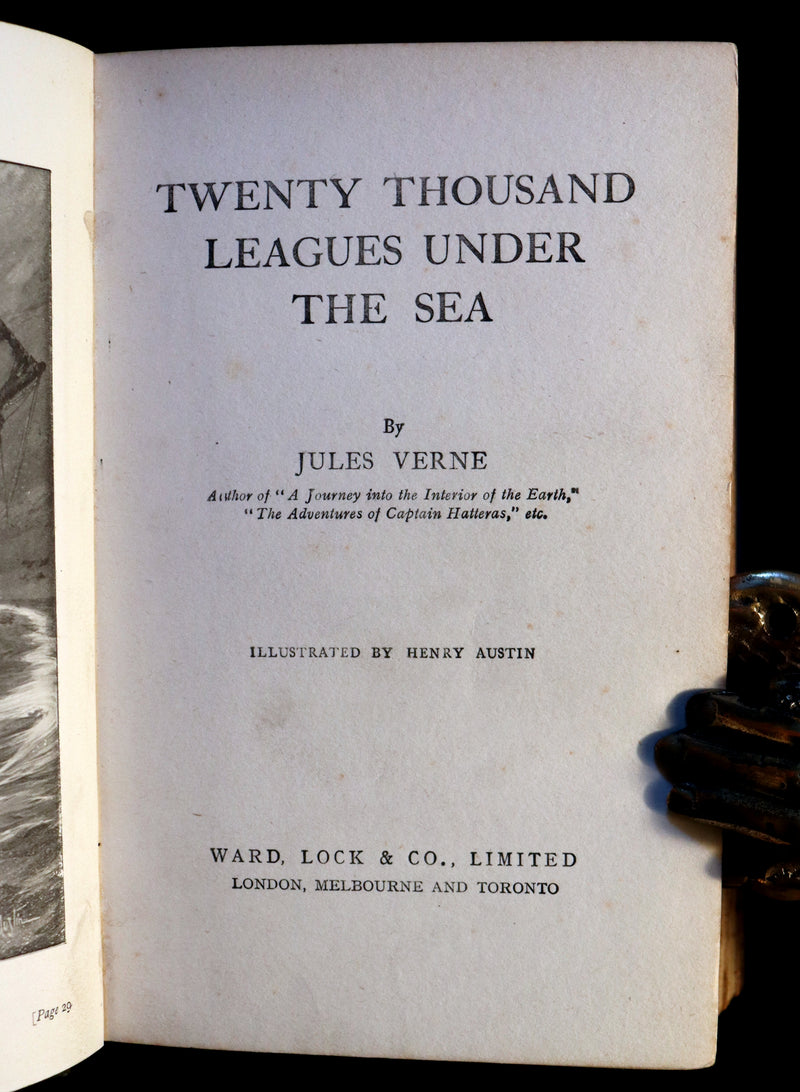 TWENTY THOUSAND
LEAGUES UNDER
THE SEA
By
JULES VERNE
Author of "A Journey into the Interior of the Earth,"
"The Adventures of Captain Hatteras," etc.
ILLUSTRATED BY HENRY AUSTIN
WARD, LOCK & CO., LIMITED
LONDON, MELBOURNE AND TORONTO
[Page 29